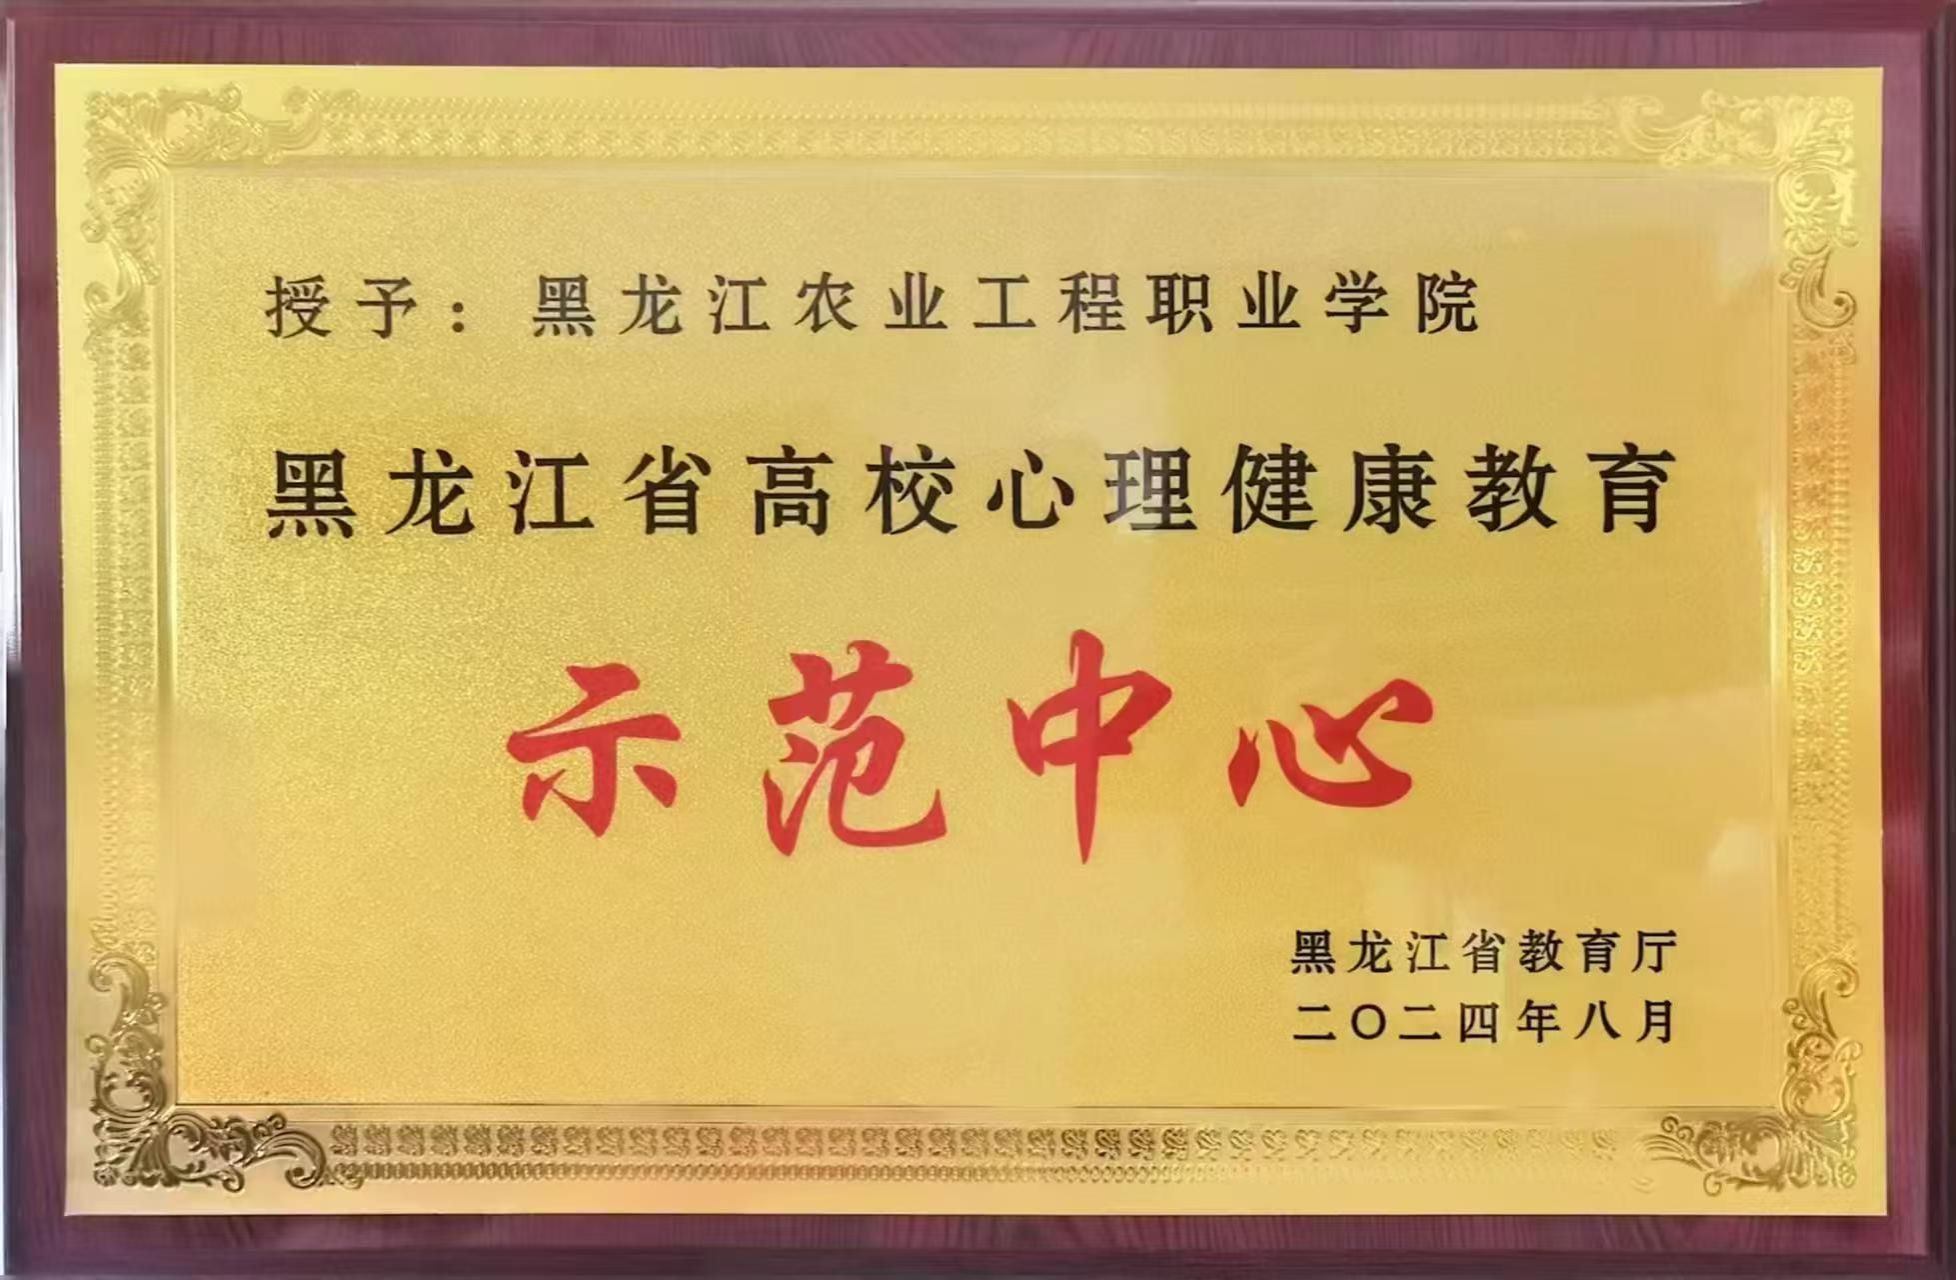 授予：黑龙江农业工程职业学院
黑龙江省高校心理健康教育
示范中心
黑龙江省教育厅
二〇二四年八月